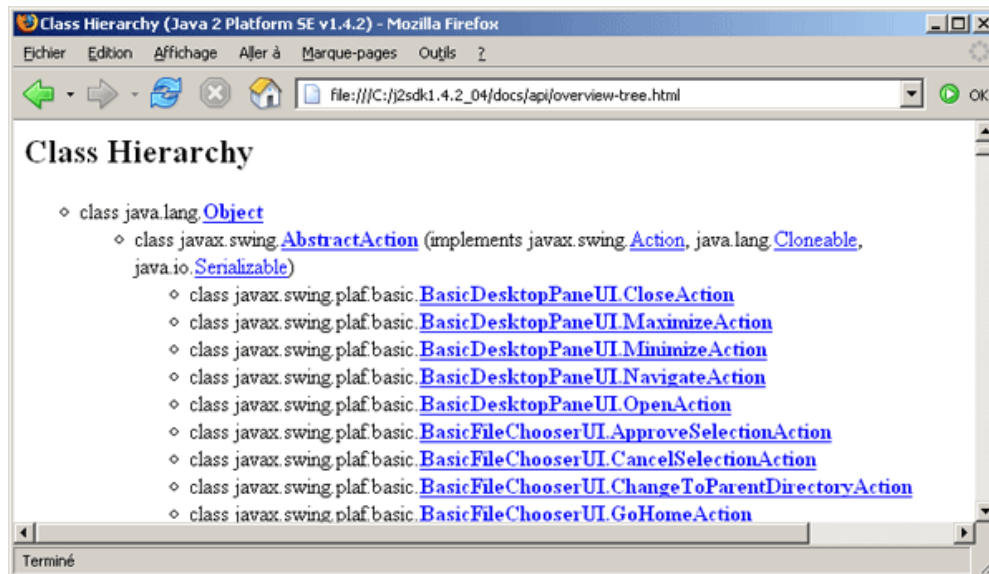 Class Hierarchy (Java 2 Platform SE v1.4.2) - Mozilla Firefox
Fichier Edition Affichage Aller à Marque-pages Outils ?
file:///C:/j2sdk1.4.2_04/docs/api/overview-tree.html OK
Class Hierarchy
class java.lang.Object
class javax.swing.AbstractAction (implements javax.swing.Action, java.lang.Cloneable,
java.io.Serializable)
class javax.swing.plaf.basic.BasicDesktopPaneUI.CloseAction
class javax.swing.plaf.basic.BasicDesktopPaneUI.MaximizeAction
class javax.swing.plaf.basic.BasicDesktopPaneUI.MinimizeAction
class javax.swing.plaf.basic.BasicDesktopPaneUI.NavigateAction
class javax.swing.plaf.basic.BasicDesktopPaneUI.OpenAction
class javax.swing.plaf.basic.BasicFileChooserUI.ApproveSelectionAction
class javax.swing.plaf.basic.BasicFileChooserUI.CancelSelectionAction
class javax.swing.plaf.basic.BasicFileChooserUI.ChangeToParentDirectoryAction
class javax.swing.plaf.basic.BasicFileChooserUI.GoHomeAction
Terminé